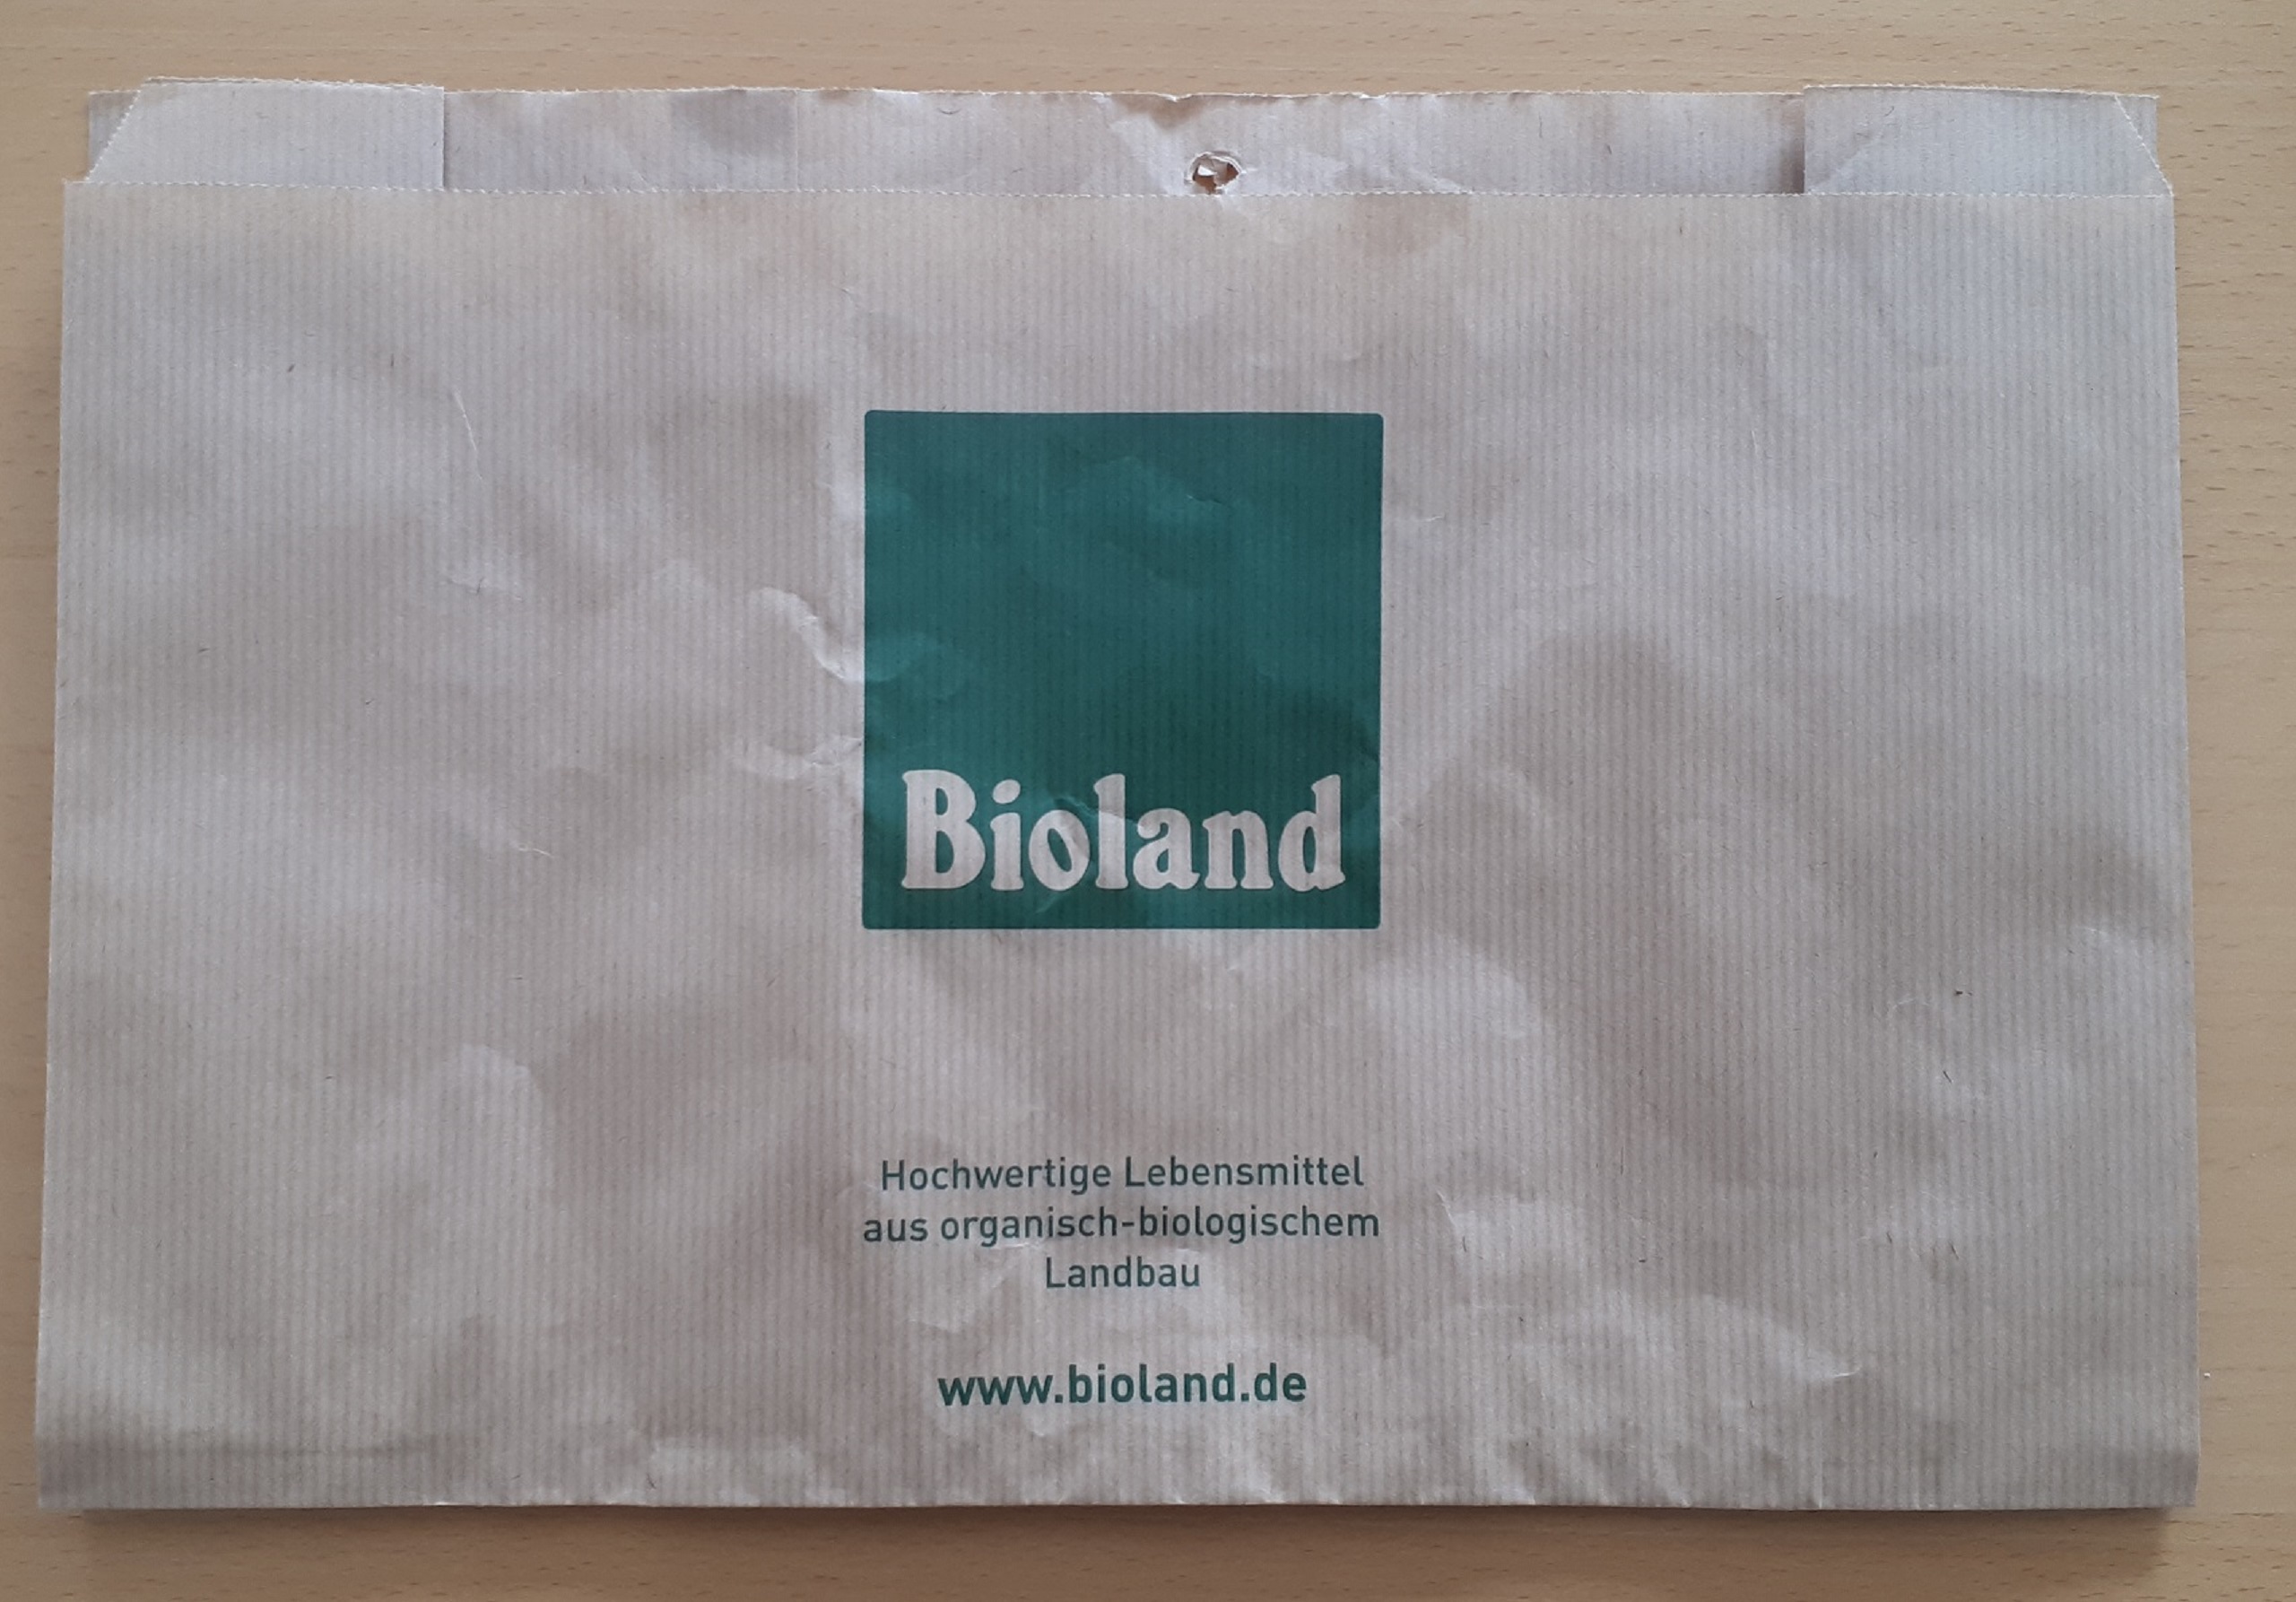 Bioland
Hochwertige Lebensmittel
aus organisch-biologischem
Landbau
www.bioland.de